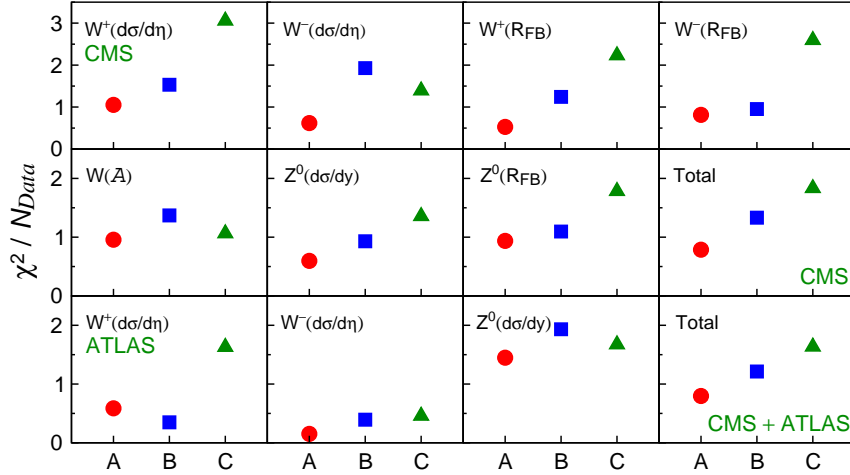 W⁺(dσ/dη)
CMS
W⁻(dσ/dη)
W⁺(R_FB)
W⁻(R_FB)
3
2
1
0
W(𝒜)
Z⁰(dσ/dy)
Z⁰(R_FB)
Total
CMS
2
1
0
χ² / N_Data
W⁺(dσ/dη)
ATLAS
W⁻(dσ/dη)
Z⁰(dσ/dy)
Total
CMS + ATLAS
2
1
0
A B C A B C A B C A B C